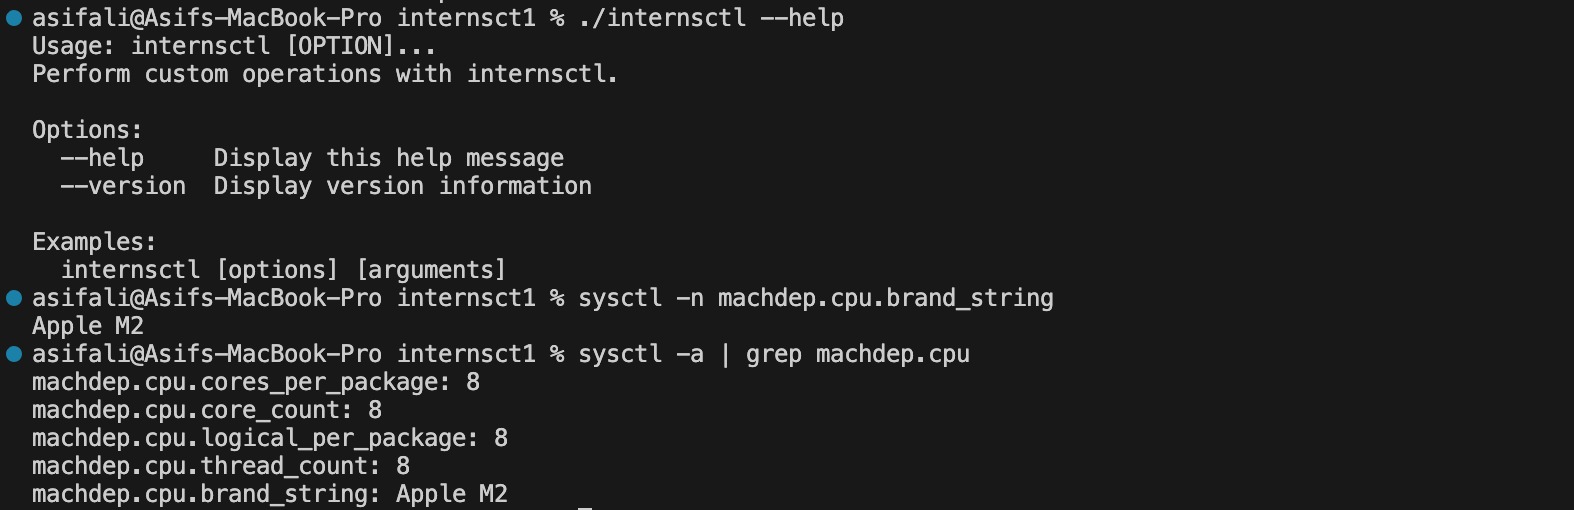 asifali@Asifs-MacBook-Pro internsct1 % ./internsctl --help
Usage: internsctl [OPTION]...
Perform custom operations with internsctl.
Options:
--help     Display this help message
--version  Display version information
Examples:
internsctl [options] [arguments]
asifali@Asifs-MacBook-Pro internsct1 % sysctl -n machdep.cpu.brand_string
Apple M2
asifali@Asifs-MacBook-Pro internsct1 % sysctl -a | grep machdep.cpu
machdep.cpu.cores_per_package: 8
machdep.cpu.core_count: 8
machdep.cpu.logical_per_package: 8
machdep.cpu.thread_count: 8
machdep.cpu.brand_string: Apple M2